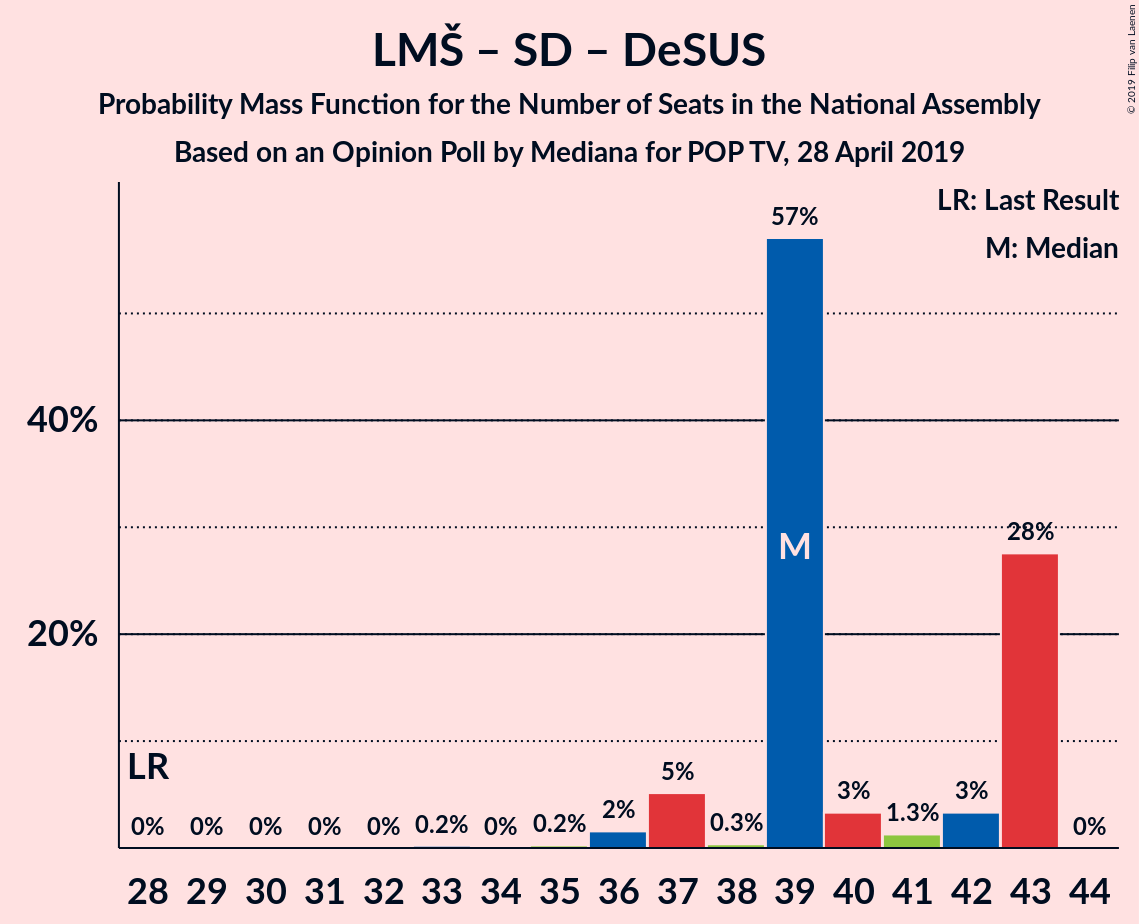 LMŠ – SD – DeSUS
Probability Mass Function for the Number of Seats in the National Assembly
Based on an Opinion Poll by Mediana for POP TV, 28 April 2019
© 2019 Filip van Laenen
LR: Last Result
M: Median
57%
40%
28%
M
20%
LR
0% 0% 0% 0% 0% 0.2% 0% 0.2% 2% 5% 0.3% 3% 1.3% 3% 0%
28 29 30 31 32 33 34 35 36 37 38 39 40 41 42 43 44